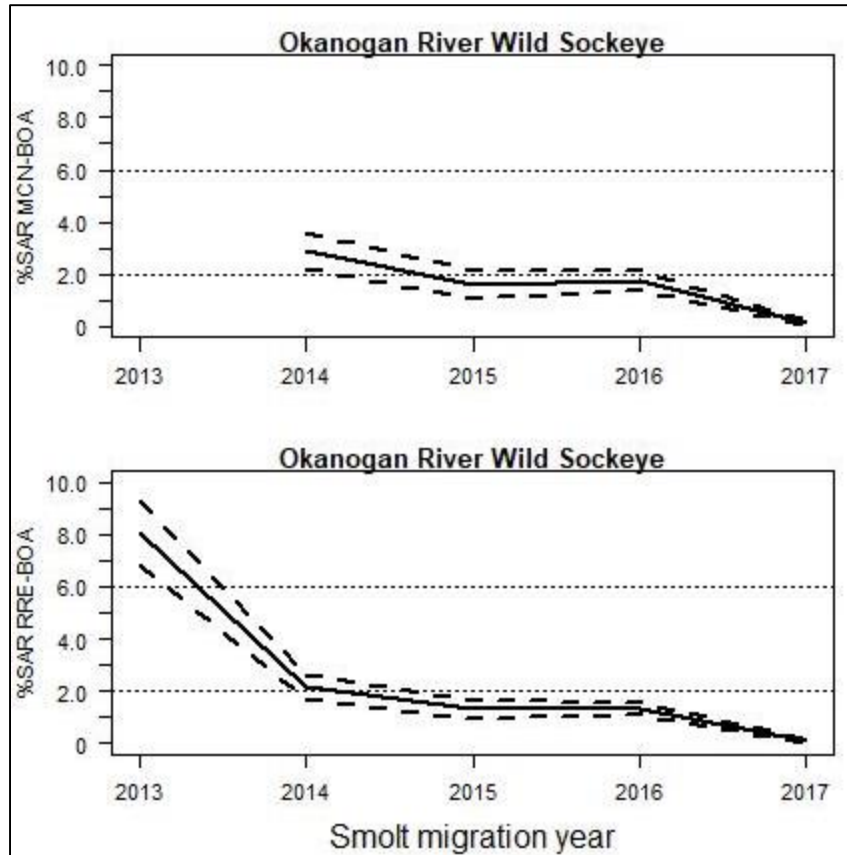 Okanogan River Wild Sockeye
%SAR MCN-BOA
10.0
8.0
6.0
4.0
2.0
0
2013 2014 2015 2016 2017
Okanogan River Wild Sockeye
%SAR RRE-BOA
10.0
8.0
6.0
4.0
2.0
0
2013 2014 2015 2016 2017
Smolt migration year